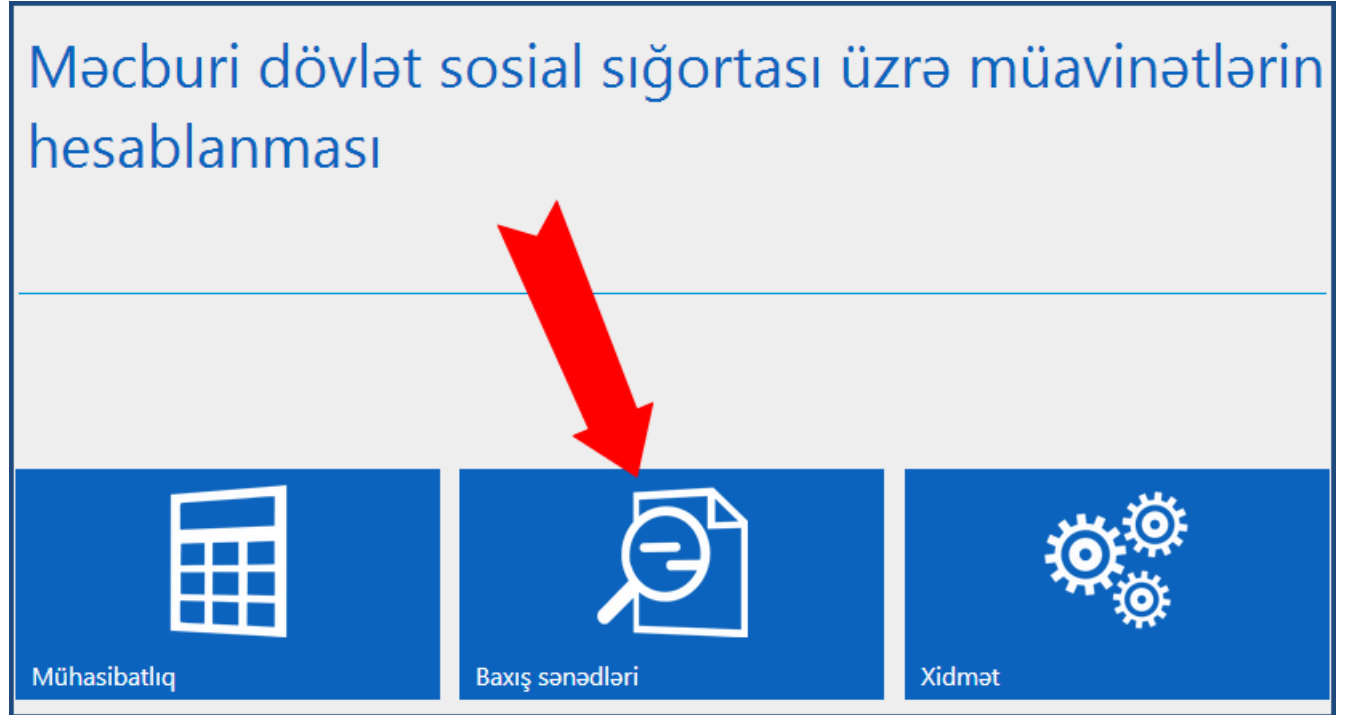 Məcburi dövlət sosial sığortası üzrə müavinətlərin
hesablanması
Mühasibatlıq
Baxış sənədləri
Xidmət